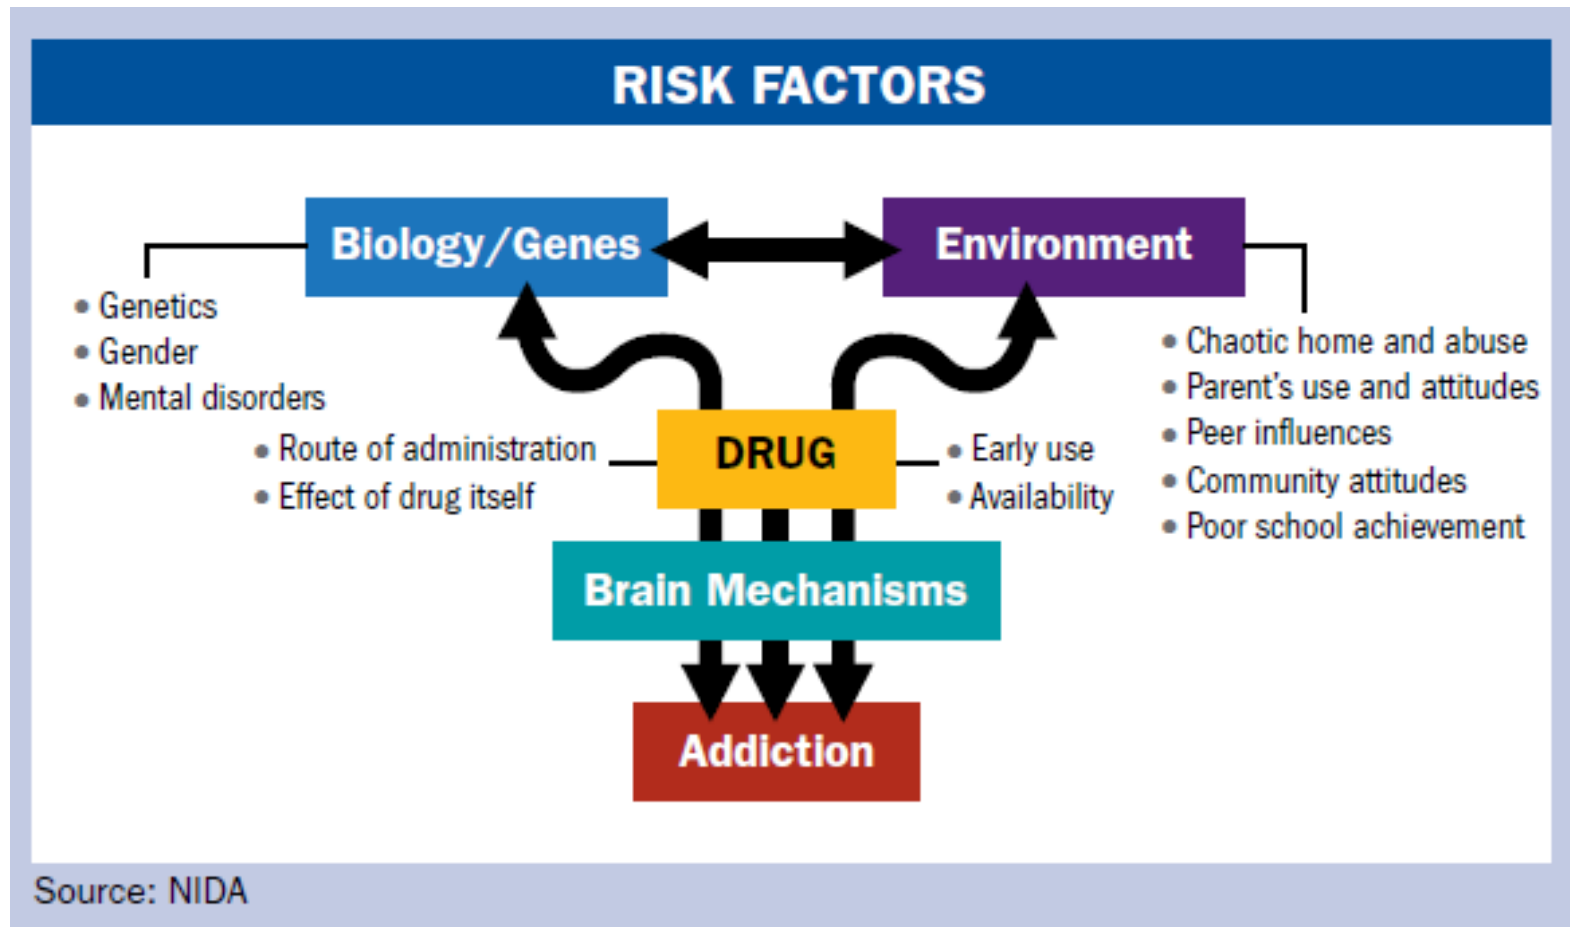 RISK FACTORS
Biology/Genes
Environment
• Genetics
• Gender
• Mental disorders
• Chaotic home and abuse
• Parent's use and attitudes
• Peer influences
• Community attitudes
• Poor school achievement
• Route of administration
• Effect of drug itself
DRUG
• Early use
• Availability
Brain Mechanisms
Addiction
Source: NIDA